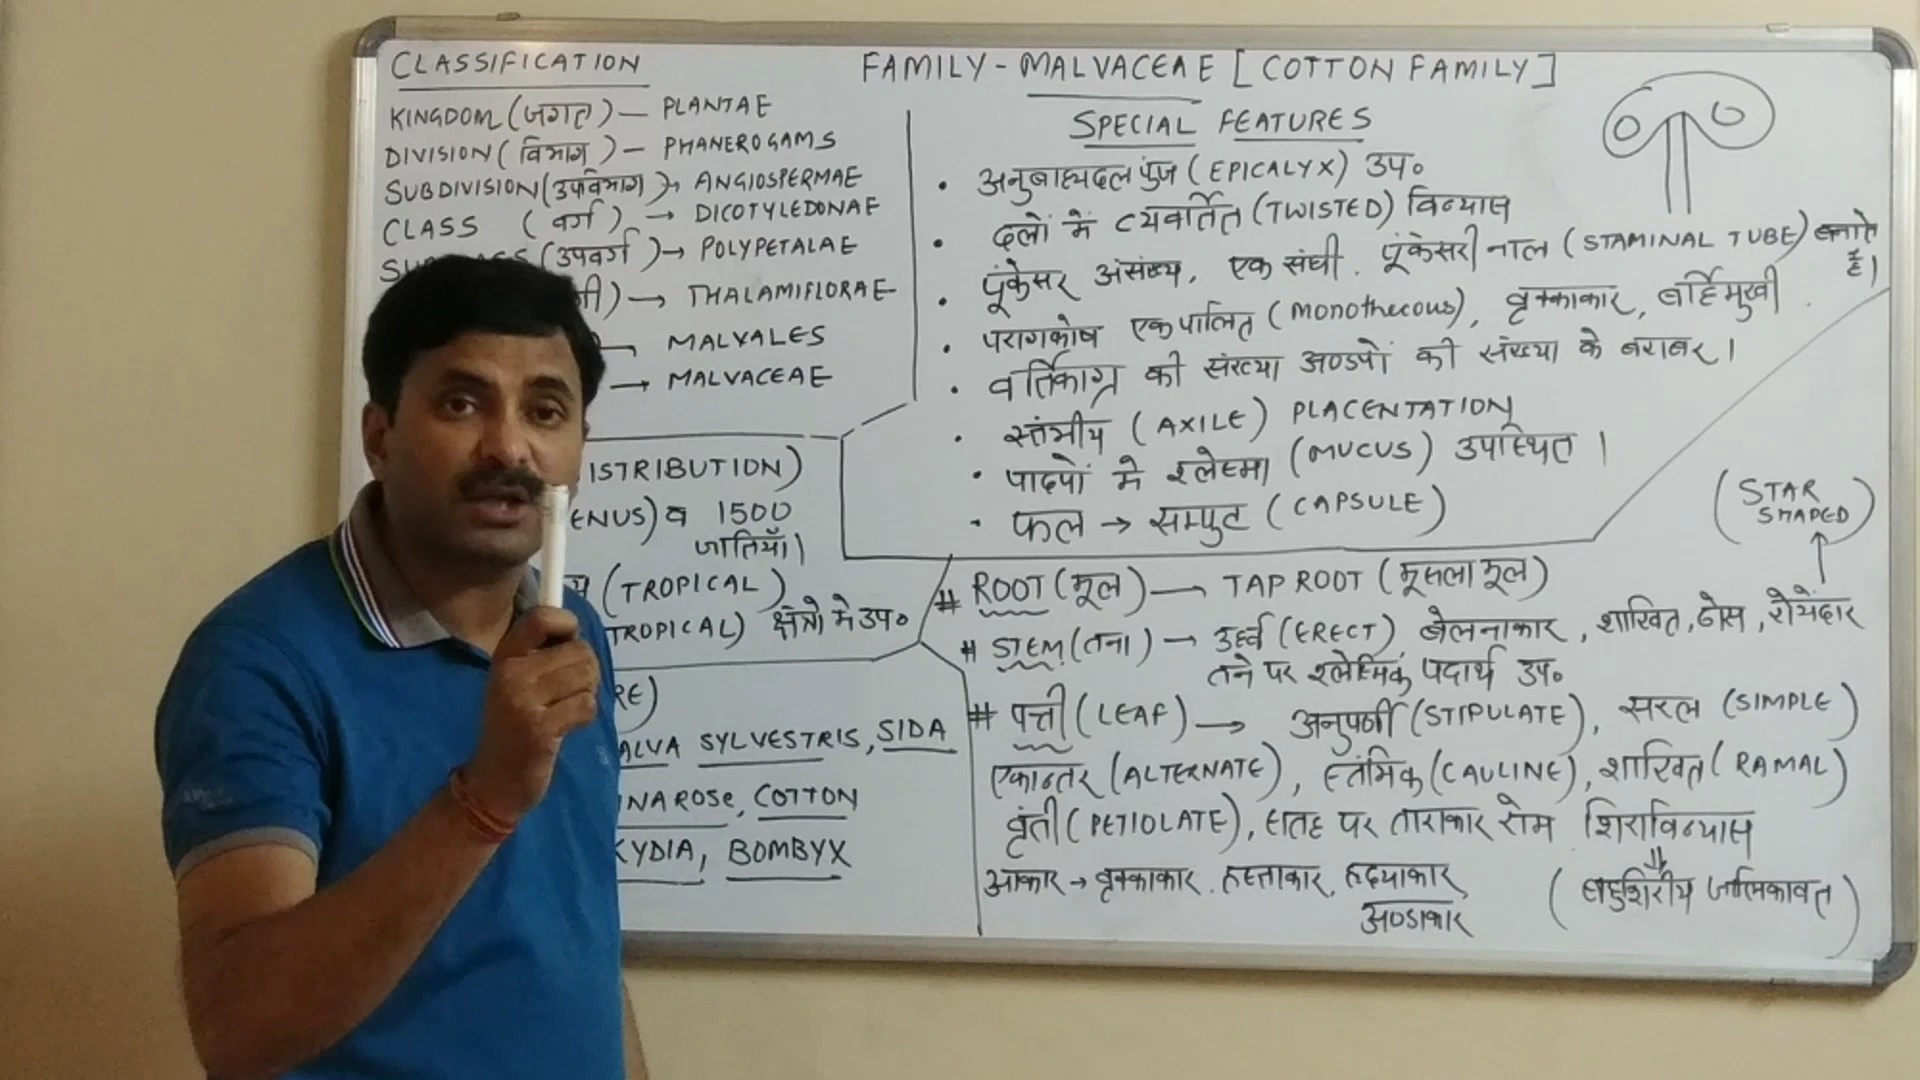 CLASSIFICATION
KINGDOM (जगत) — PLANTAE
DIVISION (विभाग) — PHANEROGAMS
SUBDIVISION (उपविभाग) → ANGIOSPERMAE
CLASS (वर्ग) → DICOTYLEDONAE
(उपवर्ग) → POLYPETALAE
→ THALAMIFLORAE
MALVALES
→ MALVACEAE
ISTRIBUTION)
ENUS) व 1500
जातियाँ।
(TROPICAL)
TROPICAL) क्षेत्रो मे उप०
RE)
ALVA SYLVESTRIS, SIDA
INA ROSE, COTTON
KYDIA, BOMBYX
FAMILY - MALVACEAE [COTTON FAMILY]
SPECIAL FEATURES
• अनुबाह्यदल पुंज (EPICALYX) उप०
• दलों में व्यवर्तित (TWISTED) विन्यास
• पूंकेसर असंख्य, एक संघी. पूंकेसरी नाल (STAMINAL TUBE) बनाते है।
• परागकोष एकपालित (monothecous), वृक्काकार, बर्हिमुखी
• वर्तिकाग्र की संख्या अण्डपों की संख्या के बराबर।
• स्तंभीय (AXILE) PLACENTATION
• पादपों मे श्लेष्मा (MUCUS) उपस्थित।
• फल → सम्पुट (CAPSULE)
(STAR SHAPED)
# ROOT (मूल) — TAP ROOT (मूसला मूल)
# STEM (तना) → उर्ध्व (ERECT) बेलनाकार, शाखित, ठोस, रोयेंदार
तने पर श्लेष्मिक पदार्थ उप०
# पत्ती (LEAF) → अनुपर्णी (STIPULATE), सरल (SIMPLE)
एकान्तर (ALTERNATE), स्तंभिक (CAULINE), शाखित (RAMAL)
वृंती (PETIOLATE), सतह पर ताराकार रोम शिराविन्यास
आकार → वृक्काकार. हस्ताकार, हृदयाकार,
अण्डाकार
(बहुशिरीय जालिकावत)